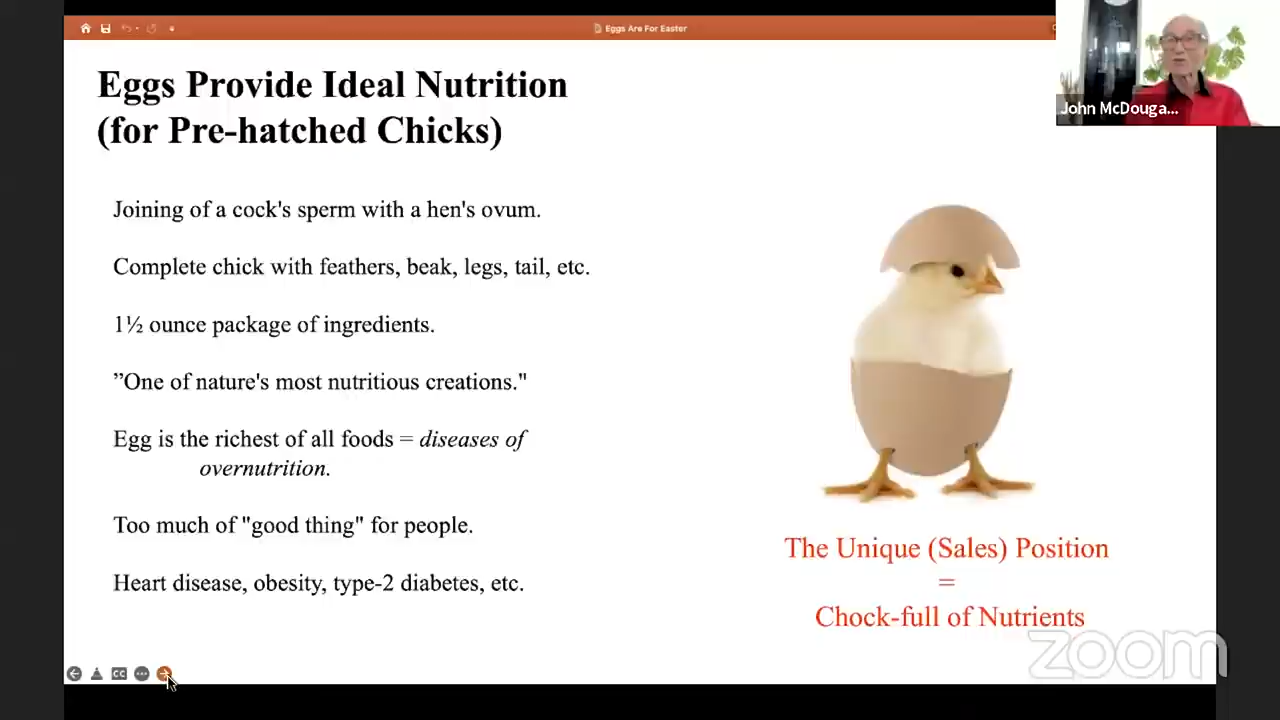 Eggs Are For Easter
John McDouga...
Eggs Provide Ideal Nutrition
(for Pre-hatched Chicks)
Joining of a cock's sperm with a hen's ovum.
Complete chick with feathers, beak, legs, tail, etc.
1½ ounce package of ingredients.
”One of nature's most nutritious creations."
Egg is the richest of all foods = diseases of
overnutrition.
Too much of "good thing" for people.
Heart disease, obesity, type-2 diabetes, etc.
The Unique (Sales) Position
=
Chock-full of Nutrients
zoom
CC